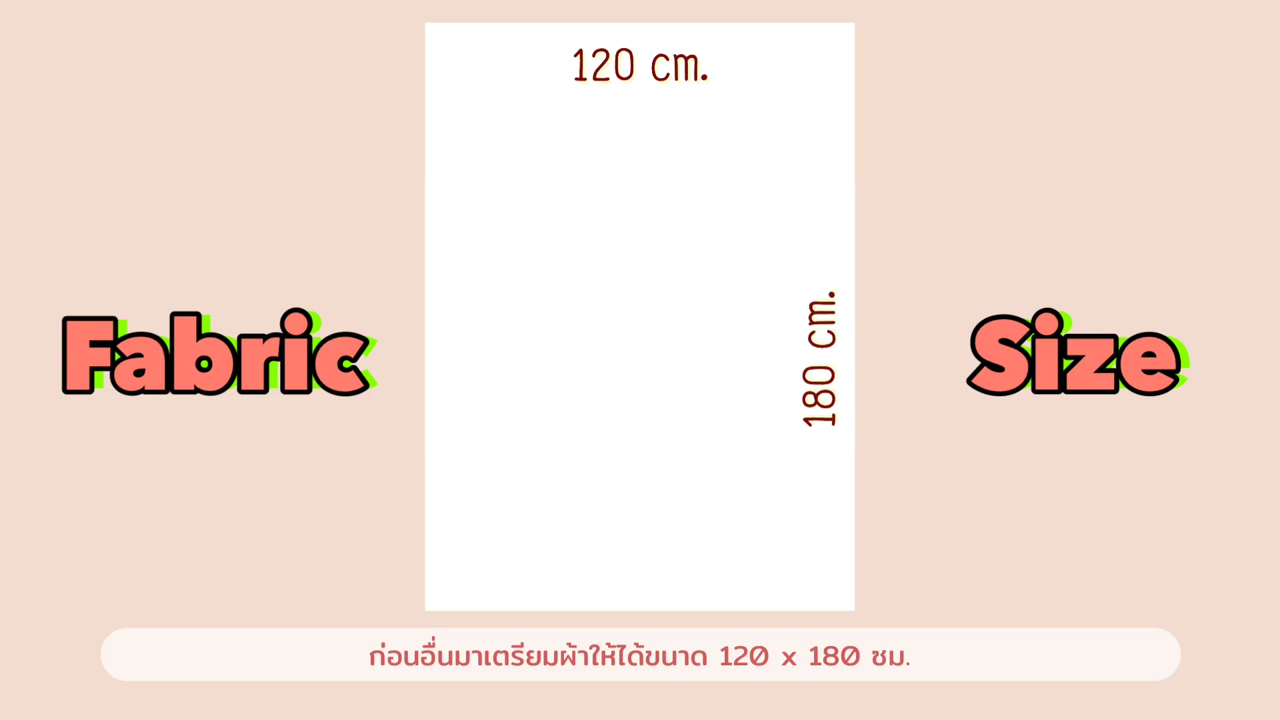 120 cm.
180 cm.
Fabric
Size
ก่อนอื่นมาเตรียมผ้าให้ได้ขนาด 120 x 180 ซม.